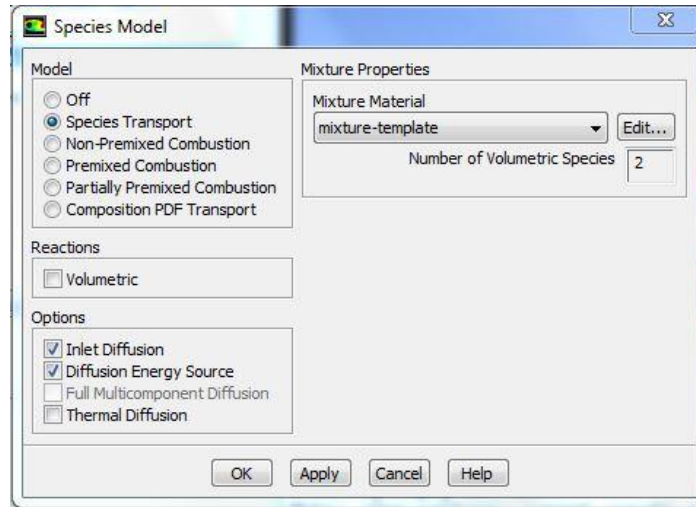 Species Model
Model
Off
Species Transport
Non-Premixed Combustion
Premixed Combustion
Partially Premixed Combustion
Composition PDF Transport
Reactions
Volumetric
Options
Inlet Diffusion
Diffusion Energy Source
Full Multicomponent Diffusion
Thermal Diffusion
Mixture Properties
Mixture Material
mixture-template Edit...
Number of Volumetric Species 2
OK Apply Cancel Help